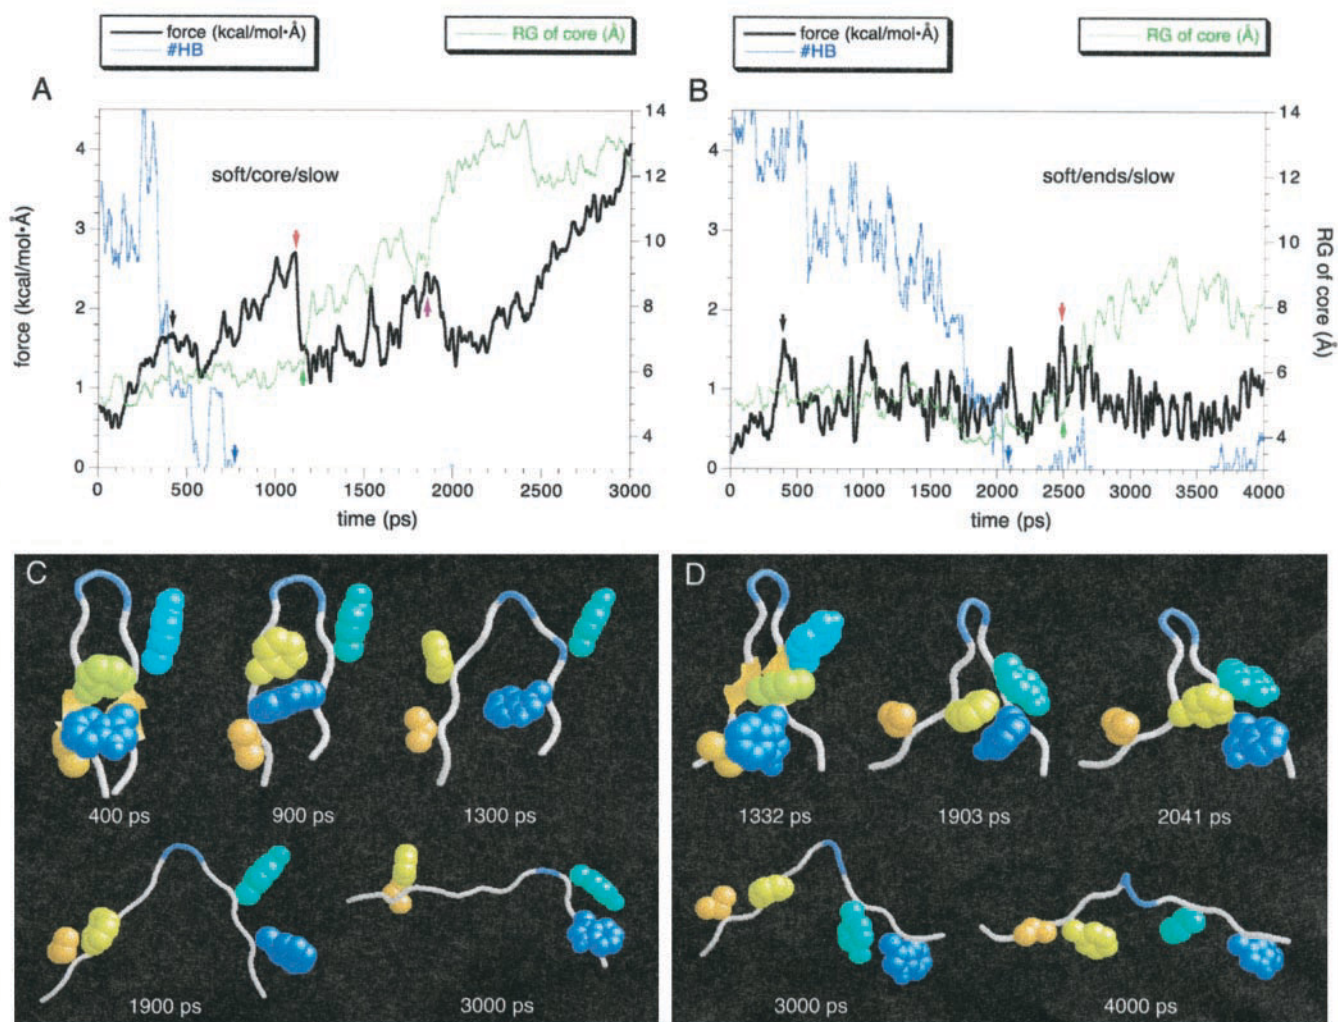 force (kcal/mol•Å)
#HB
RG of core (Å)
force (kcal/mol•Å)
#HB
RG of core (Å)
A
B
soft/core/slow
soft/ends/slow
force (kcal/mol•Å)
4
3
2
1
0
14
12
10
8
6
4
4
3
2
1
0
14
12
10
8
6
4
RG of core (Å)
0 500 1000 1500 2000 2500 3000
time (ps)
0 500 1000 1500 2000 2500 3000 3500 4000
time (ps)
C
400 ps
900 ps
1300 ps
1900 ps
3000 ps
D
1332 ps
1903 ps
2041 ps
3000 ps
4000 ps